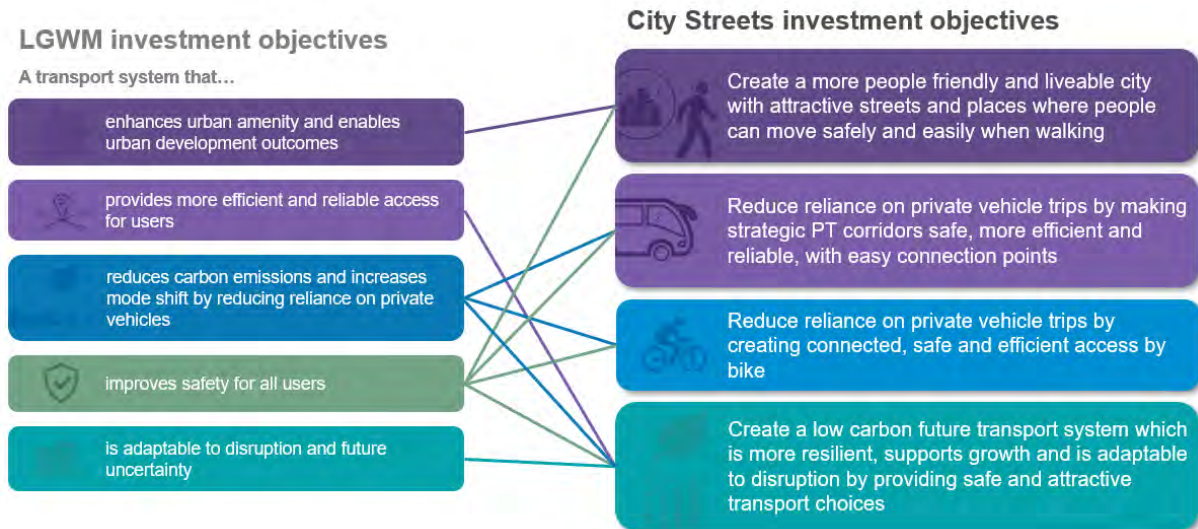 LGWM investment objectives
A transport system that…
enhances urban amenity and enables
urban development outcomes
provides more efficient and reliable access
for users
reduces carbon emissions and increases
mode shift by reducing reliance on private
vehicles
improves safety for all users
is adaptable to disruption and future
uncertainty
City Streets investment objectives
Create a more people friendly and liveable city
with attractive streets and places where people
can move safely and easily when walking
Reduce reliance on private vehicle trips by making
strategic PT corridors safe, more efficient and
reliable, with easy connection points
Reduce reliance on private vehicle trips by
creating connected, safe and efficient access by
bike
Create a low carbon future transport system which
is more resilient, supports growth and is adaptable
to disruption by providing safe and attractive
transport choices